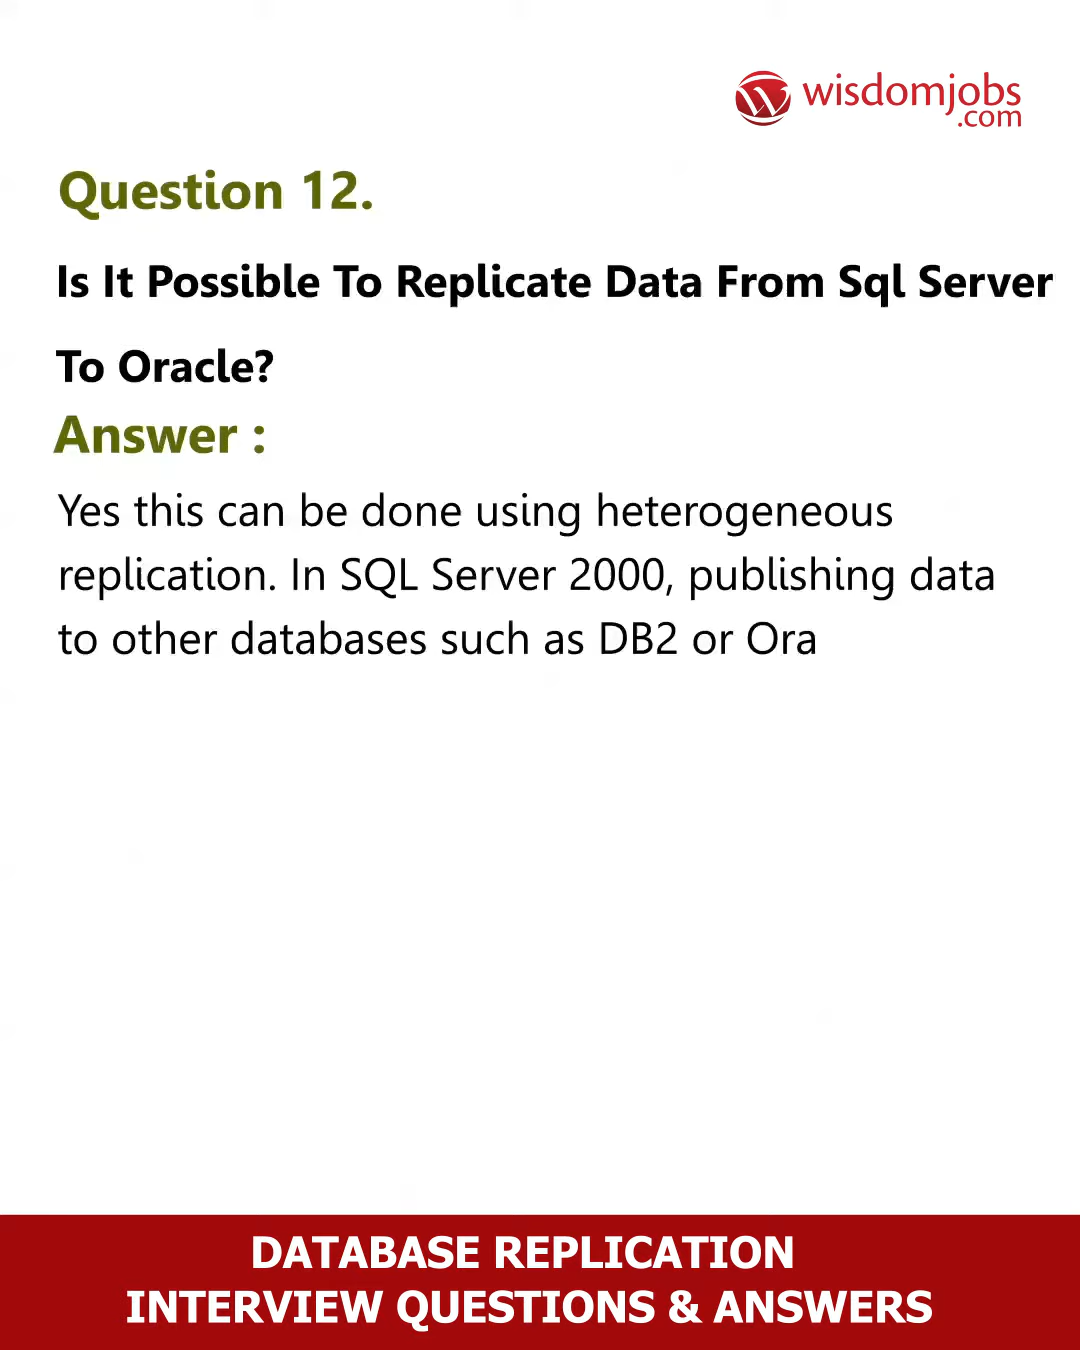 wisdomjobs
.com
Question 12.
Is It Possible To Replicate Data From Sql Server
To Oracle?
Answer :
Yes this can be done using heterogeneous
replication. In SQL Server 2000, publishing data
to other databases such as DB2 or Ora
DATABASE REPLICATION
INTERVIEW QUESTIONS & ANSWERS